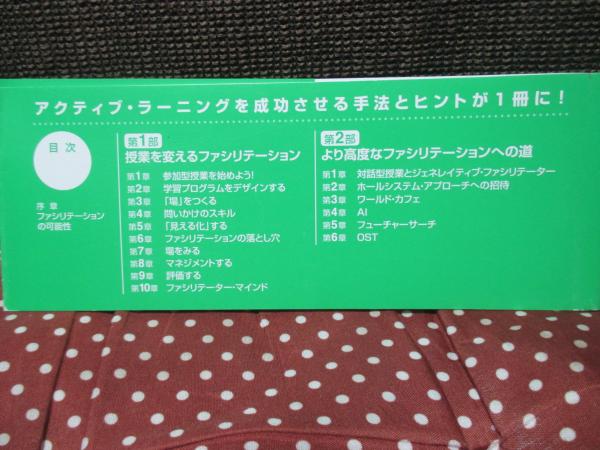 アクティブ・ラーニングを成功させる手法とヒントが1冊に!
目次
序章
ファシリテーション
の可能性
第1部
授業を変えるファシリテーション
第1章 参加型授業を始めよう!
第2章 学習プログラムをデザインする
第3章 「場」をつくる
第4章 問いかけのスキル
第5章 「見える化」する
第6章 ファシリテーションの落とし穴
第7章 場をみる
第8章 マネジメントする
第9章 評価する
第10章 ファシリテーター・マインド
第2部
より高度なファシリテーションへの道
第1章 対話型授業とジェネレイティブ・ファシリテーター
第2章 ホールシステム・アプローチへの招待
第3章 ワールド・カフェ
第4章 AI
第5章 フューチャーサーチ
第6章 OST